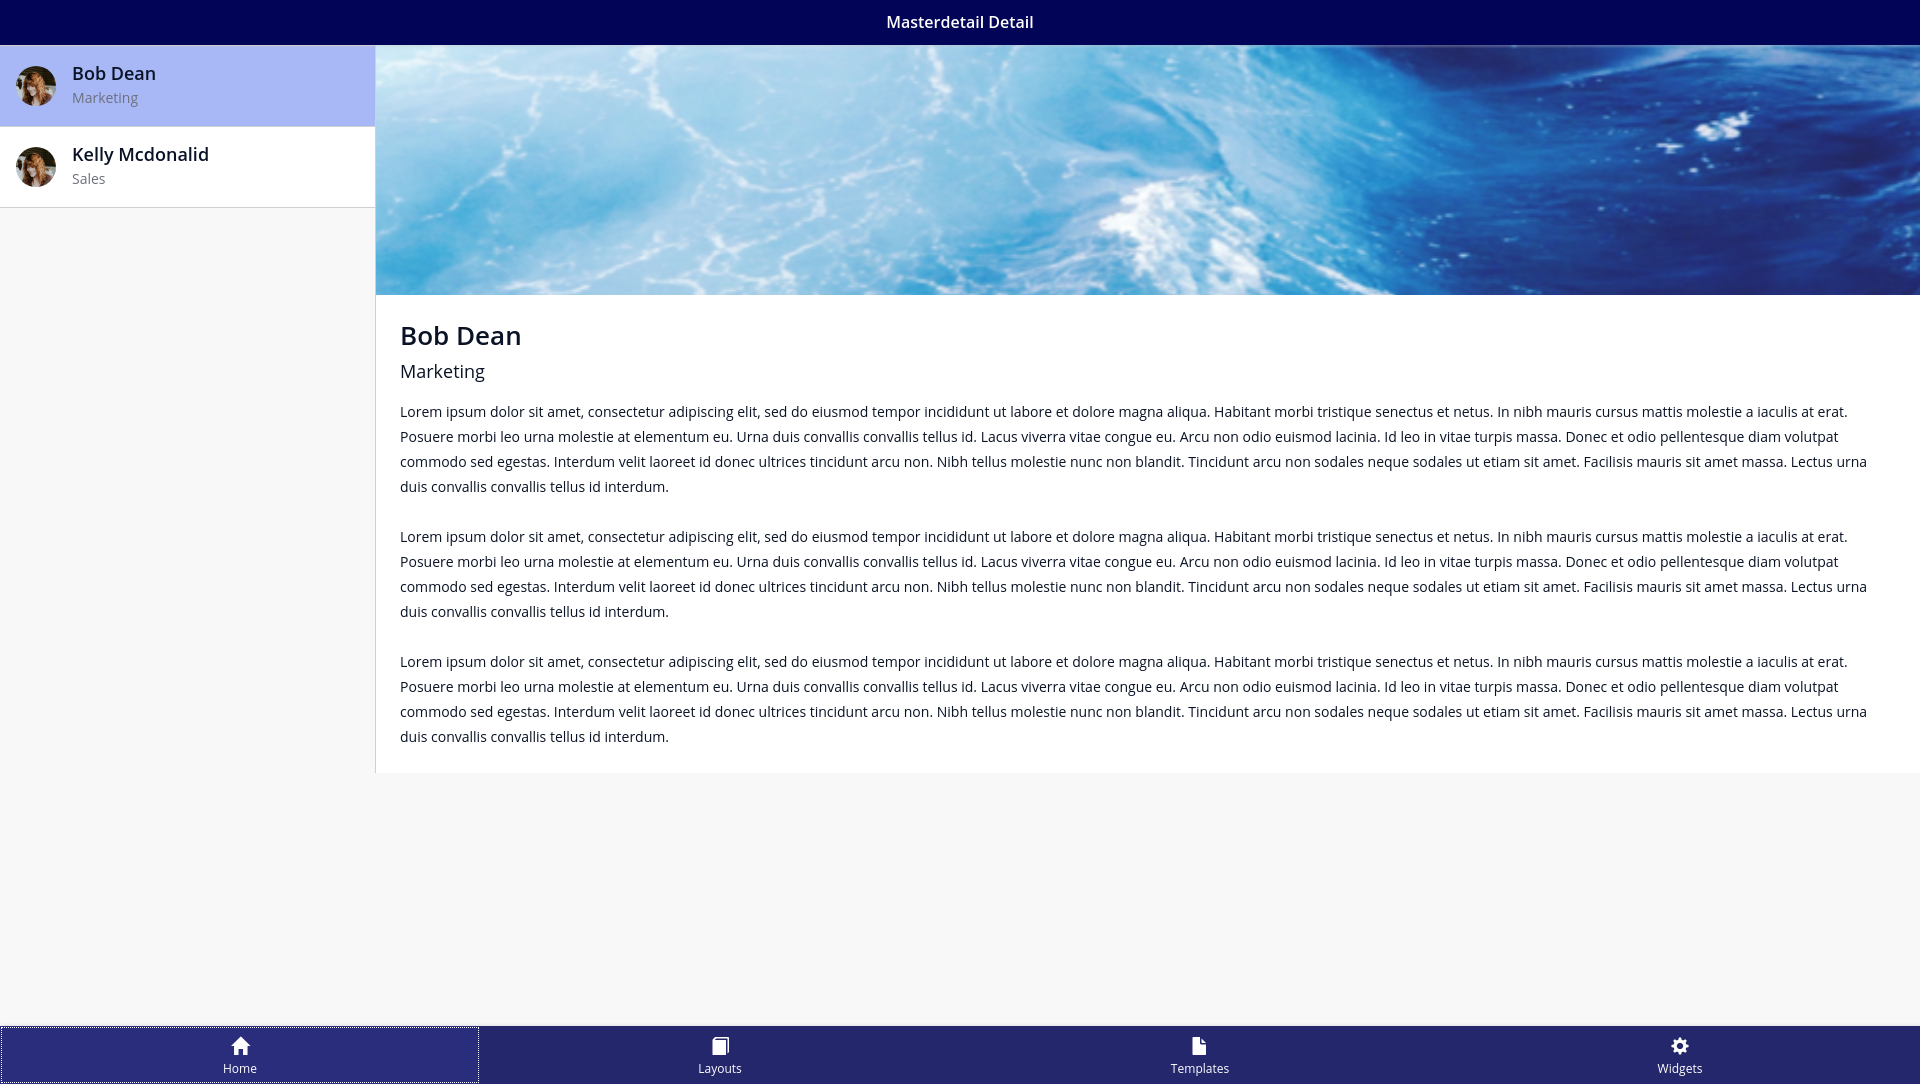 Masterdetail Detail
Bob Dean
Marketing
Kelly Mcdonalid
Sales
Bob Dean
Marketing
Lorem ipsum dolor sit amet, consectetur adipiscing elit, sed do eiusmod tempor incididunt ut labore et dolore magna aliqua. Habitant morbi tristique senectus et netus. In nibh mauris cursus mattis molestie a iaculis at erat.
Posuere morbi leo urna molestie at elementum eu. Urna duis convallis convallis tellus id. Lacus viverra vitae congue eu. Arcu non odio euismod lacinia. Id leo in vitae turpis massa. Donec et odio pellentesque diam volutpat
commodo sed egestas. Interdum velit laoreet id donec ultrices tincidunt arcu non. Nibh tellus molestie nunc non blandit. Tincidunt arcu non sodales neque sodales ut etiam sit amet. Facilisis mauris sit amet massa. Lectus urna
duis convallis convallis tellus id interdum.
Lorem ipsum dolor sit amet, consectetur adipiscing elit, sed do eiusmod tempor incididunt ut labore et dolore magna aliqua. Habitant morbi tristique senectus et netus. In nibh mauris cursus mattis molestie a iaculis at erat.
Posuere morbi leo urna molestie at elementum eu. Urna duis convallis convallis tellus id. Lacus viverra vitae congue eu. Arcu non odio euismod lacinia. Id leo in vitae turpis massa. Donec et odio pellentesque diam volutpat
commodo sed egestas. Interdum velit laoreet id donec ultrices tincidunt arcu non. Nibh tellus molestie nunc non blandit. Tincidunt arcu non sodales neque sodales ut etiam sit amet. Facilisis mauris sit amet massa. Lectus urna
duis convallis convallis tellus id interdum.
Lorem ipsum dolor sit amet, consectetur adipiscing elit, sed do eiusmod tempor incididunt ut labore et dolore magna aliqua. Habitant morbi tristique senectus et netus. In nibh mauris cursus mattis molestie a iaculis at erat.
Posuere morbi leo urna molestie at elementum eu. Urna duis convallis convallis tellus id. Lacus viverra vitae congue eu. Arcu non odio euismod lacinia. Id leo in vitae turpis massa. Donec et odio pellentesque diam volutpat
commodo sed egestas. Interdum velit laoreet id donec ultrices tincidunt arcu non. Nibh tellus molestie nunc non blandit. Tincidunt arcu non sodales neque sodales ut etiam sit amet. Facilisis mauris sit amet massa. Lectus urna
duis convallis convallis tellus id interdum.
Home
Layouts
Templates
Widgets